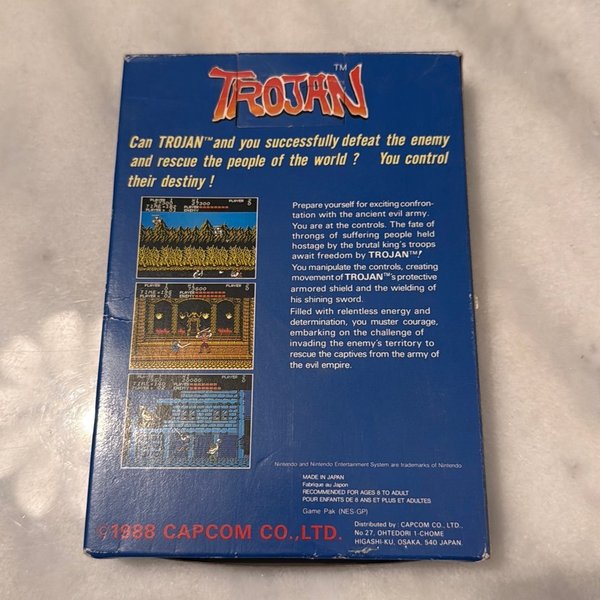 TROJAN™
Can TROJAN™ and you successfully defeat the enemy
and rescue the people of the world ? You control
their destiny !
Prepare yourself for exciting confron-
tation with the ancient evil army.
You are at the controls. The fate of
throngs of suffering people held
hostage by the brutal king's troops
await freedom by TROJAN™!
You manipulate the controls, creating
movement of TROJAN™'s protective
armored shield and the wielding of
his shining sword.
Filled with relentless energy and
determination, you muster courage,
embarking on the challenge of
invading the enemy's territory to
rescue the captives from the army of
the evil empire.
Nintendo and Nintendo Entertainment System are trademarks of Nintendo
MADE IN JAPAN
Fabrique au Japon
RECOMMENDED FOR AGES 8 TO ADULT
POUR ENFANTS DE 8 ANS ET PLUS ET ADULTES
Game Pak (NES-GP)
©1988 CAPCOM CO.,LTD.
Distributed by : CAPCOM CO., LTD.,
No 27, OHTEDORI 1-CHOME
HIGASHI-KU, OSAKA, 540 JAPAN.